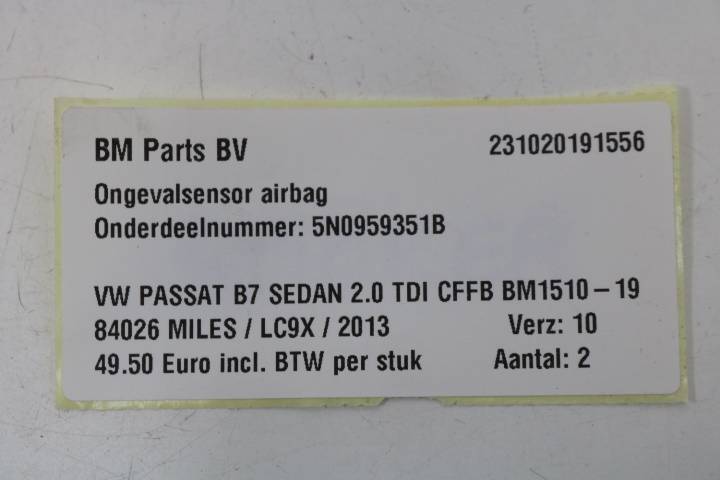 BM Parts BV 231020191556
Ongevalsensor airbag
Onderdeelnummer: 5N0959351B
VW PASSAT B7 SEDAN 2.0 TDI CFFB BM1510-19
84026 MILES / LC9X / 2013 Verz: 10
49.50 Euro incl. BTW per stuk Aantal: 2